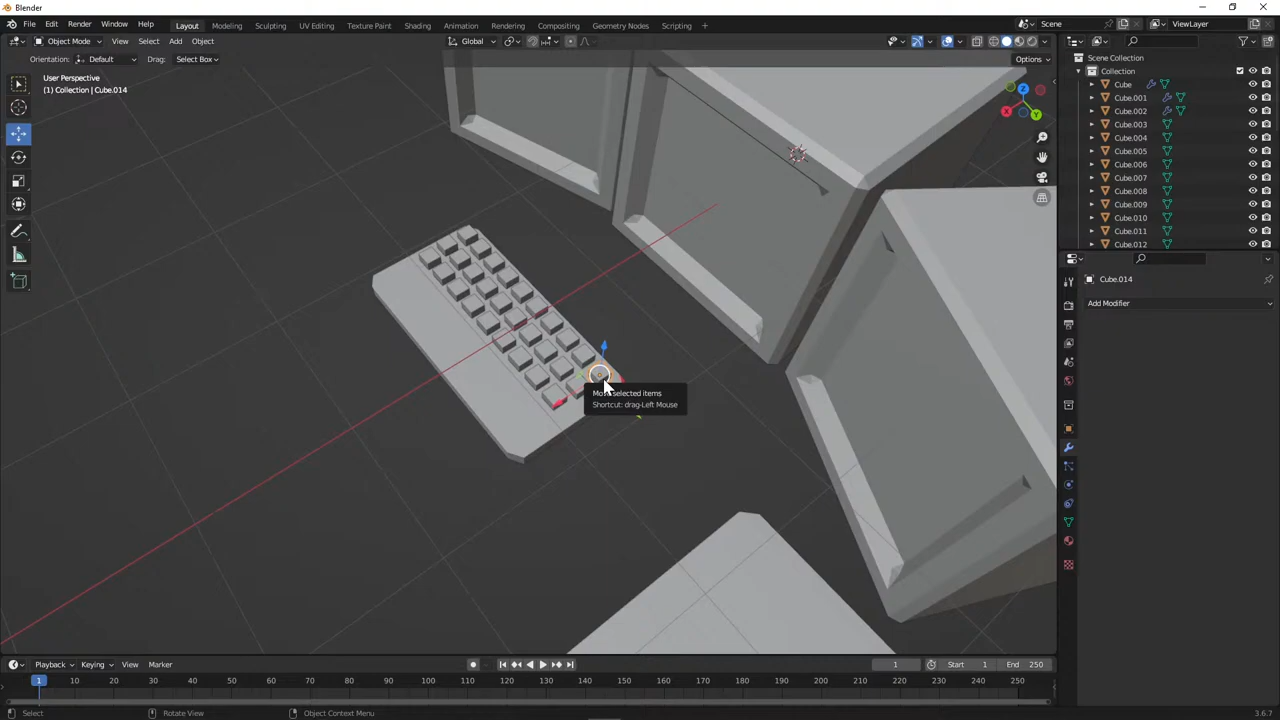 Blender
File Edit Render Window Help Layout Modeling Sculpting UV Editing Texture Paint Shading Animation Rendering Compositing Geometry Nodes Scripting + Scene ViewLayer
Object Mode View Select Add Object Global
Orientation: Default Drag: Select Box Options
User Perspective
(1) Collection | Cube.014
Z
X
Y
Scene Collection
Collection
Cube
Cube.001
Cube.002
Cube.003
Cube.004
Cube.005
Cube.006
Cube.007
Cube.008
Cube.009
Cube.010
Cube.011
Cube.012
Cube.014
Add Modifier
Shortcut: drag-Left Mouse
Playback Keying View Marker 1 Start 1 End 250
1 10 20 30 40 50 60 70 80 90 100 110 120 130 140 150 160 170 180 190 200 210 220 230 240 250
Select Rotate View Object Context Menu 3.6.7